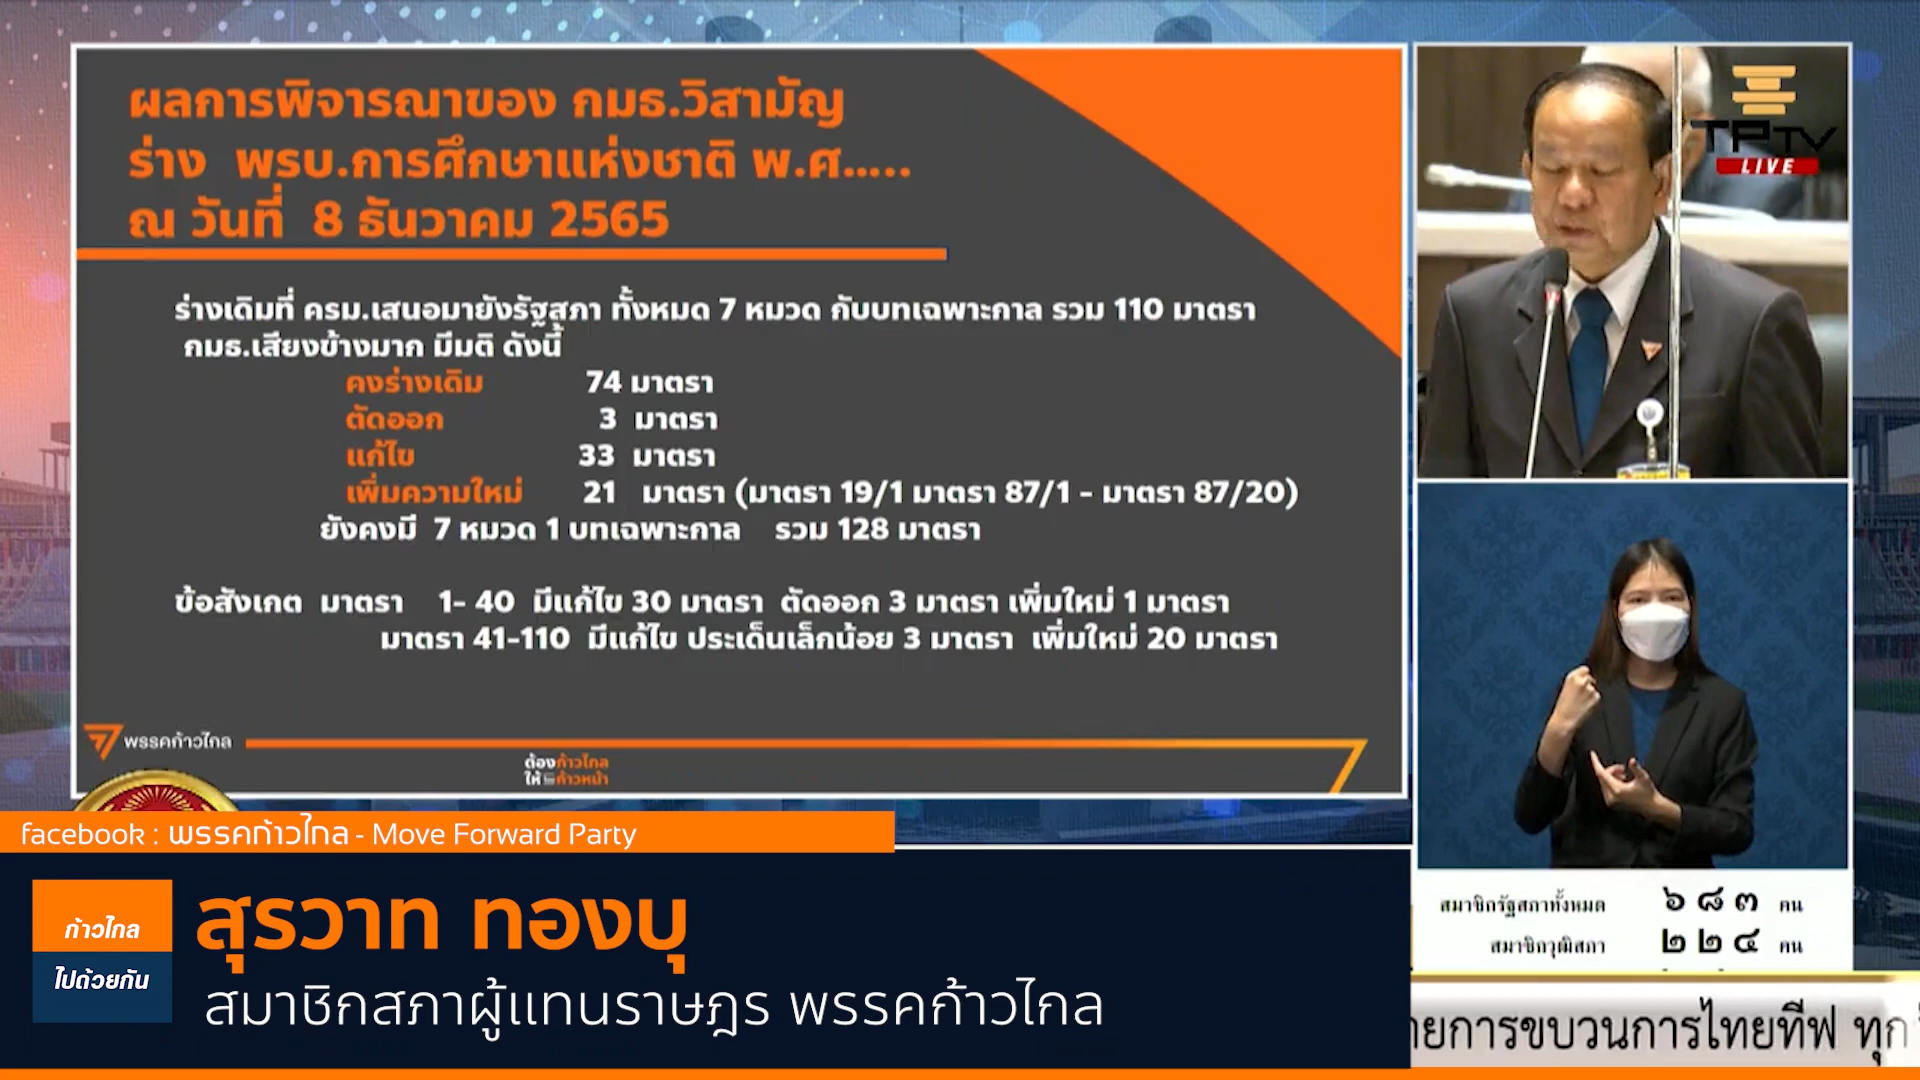 ผลการพิจารณาของ กมธ.วิสามัญ
ร่าง พรบ.การศึกษาแห่งชาติ พ.ศ.....
ณ วันที่ 8 ธันวาคม 2565
ร่างเดิมที่ ครม.เสนอมายังรัฐสภา ทั้งหมด 7 หมวด กับบทเฉพาะกาล รวม 110 มาตรา
กมธ.เสียงข้างมาก มีมติ ดังนี้
คงร่างเดิม 74 มาตรา
ตัดออก 3 มาตรา
แก้ไข 33 มาตรา
เพิ่มความใหม่ 21 มาตรา (มาตรา 19/1 มาตรา 87/1 - มาตรา 87/20)
ยังคงมี 7 หมวด 1 บทเฉพาะกาล รวม 128 มาตรา
ข้อสังเกต มาตรา 1- 40 มีแก้ไข 30 มาตรา ตัดออก 3 มาตรา เพิ่มใหม่ 1 มาตรา
มาตรา 41-110 มีแก้ไข ประเด็นเล็กน้อย 3 มาตรา เพิ่มใหม่ 20 มาตรา
พรรคก้าวไกล
ต้องก้าวไกล
ให้ ก้าวหน้า
TPTV
LIVE
facebook : พรรคก้าวไกล - Move Forward Party
ก้าวไกล
ไปด้วยกัน
สุรวาท ทองบุ
สมาชิกสภาผู้แทนราษฎร พรรคก้าวไกล
สมาชิกรัฐสภาทั้งหมด ๖๘๓ คน
สมาชิกวุฒิสภา ๒๒๔ คน
ายการขบวนการไทยทีฟ ทุก